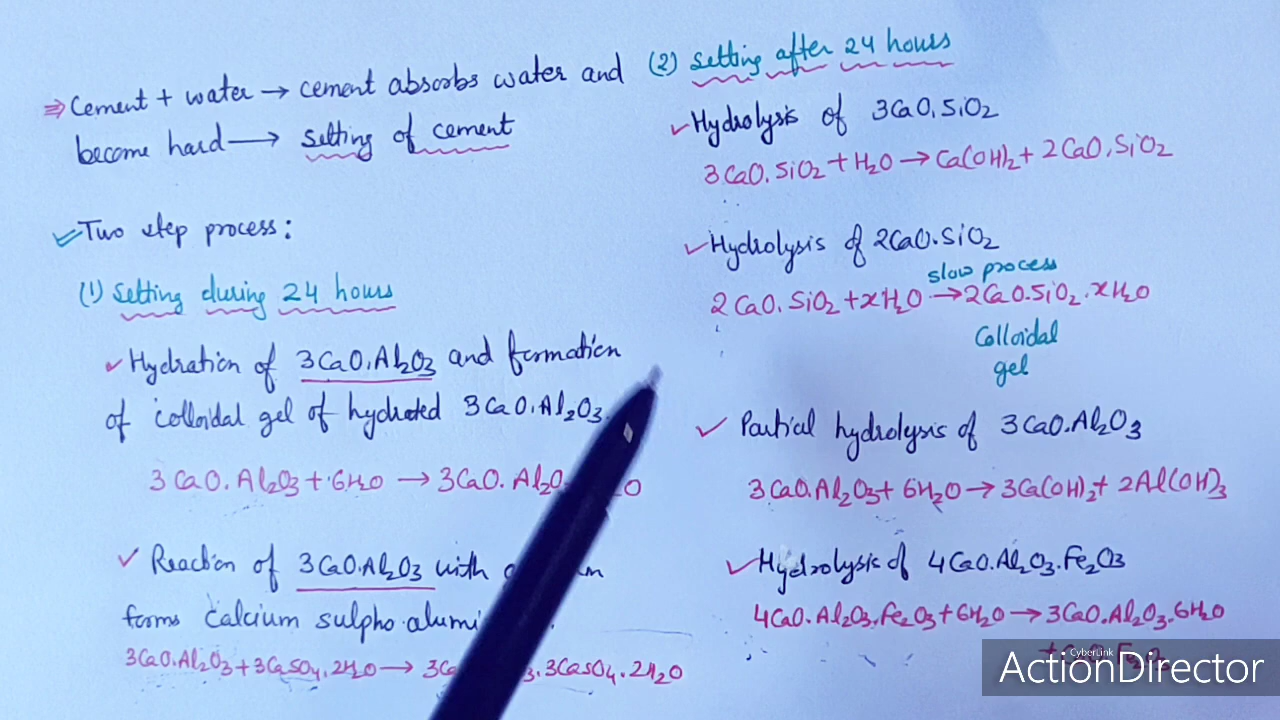 ⇛ Cement + water → cement absorbs water and
become hard → setting of cement
✓ Two step process:
(1) setting during 24 hours
✓ Hydration of 3CaO.Al2O3 and formation
of colloidal gel of hydrated 3CaO.Al2O3.
3CaO.Al2O3 + 6H2O → 3CaO.Al2O O
✓ Reaction of 3CaO.Al2O3 with
forms calcium sulpho.alumi
3CaO.Al2O3 + 3CaSO4.2H2O → 3Ca 3.3CaSO4.2H2O
(2) setting after 24 hours
✓ Hydrolysis of 3CaO.SiO2
3CaO.SiO2 + H2O → Ca(OH)2 + 2CaO.SiO2
✓ Hydrolysis of 2CaO.SiO2
slow process
2CaO.SiO2 + xH2O → 2CaO.SiO2.xH2O
Colloidal
gel
✓ Partial hydrolysis of 3CaO.Al2O3
3CaO.Al2O3 + 6H2O → 3Ca(OH)2 + 2Al(OH)3
✓ Hydrolysis of 4CaO.Al2O3.Fe2O3
4CaO.Al2O3.Fe2O3 + 6H2O → 3CaO.Al2O3.6H2O
CyberLink
ActionDirector